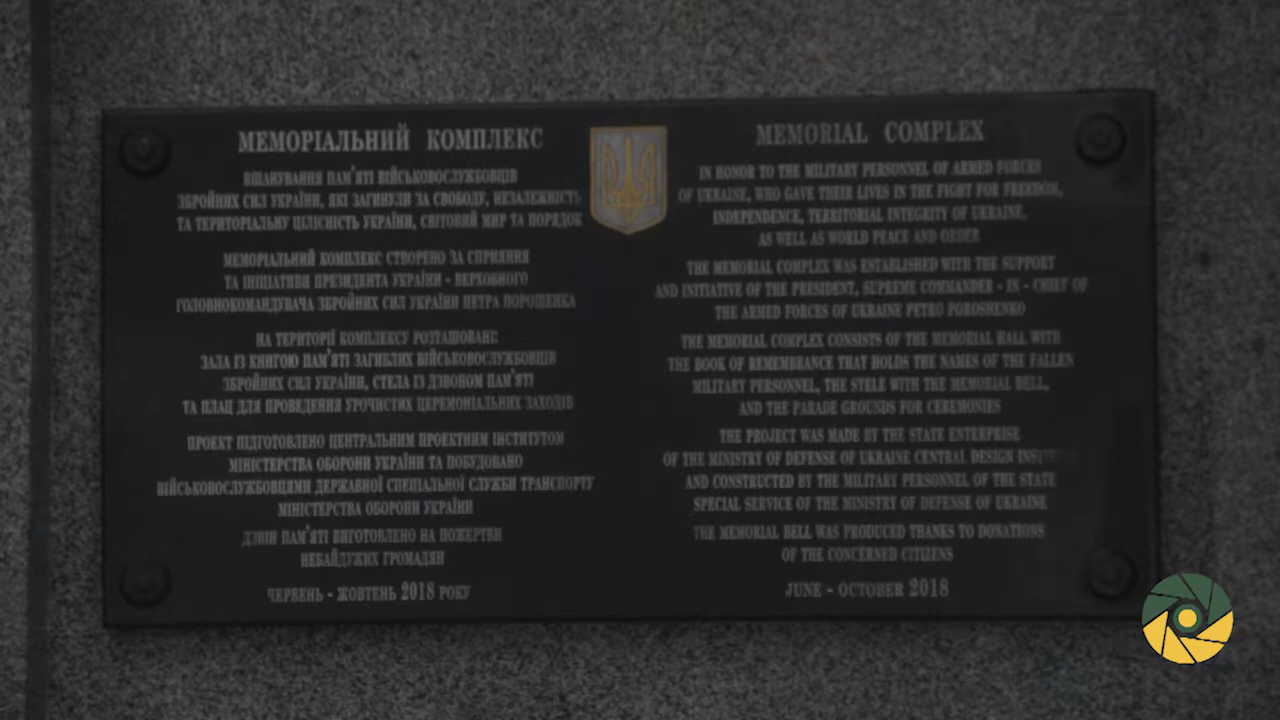 МЕМОРІАЛЬНИЙ КОМПЛЕКС
ВШАНУВАННЯ ПАМ'ЯТІ ВІЙСЬКОВОСЛУЖБОВЦІВ
ЗБРОЙНИХ СИЛ УКРАЇНИ, ЯКІ ЗАГИНУЛИ ЗА СВОБОДУ, НЕЗАЛЕЖНІСТЬ
ТА ТЕРИТОРІАЛЬНУ ЦІЛІСНІСТЬ УКРАЇНИ, СВІТОВИЙ МИР ТА ПОРЯДОК
МЕМОРІАЛЬНИЙ КОМПЛЕКС СТВОРЕНО ЗА СПРИЯННЯ
ТА ІНІЦІАТИВИ ПРЕЗИДЕНТА УКРАЇНИ - ВЕРХОВНОГО
ГОЛОВНОКОМАНДУВАЧА ЗБРОЙНИХ СИЛ УКРАЇНИ ПЕТРА ПОРОШЕНКА
НА ТЕРИТОРІЇ КОМПЛЕКСУ РОЗТАШОВАНІ:
ЗАЛА ІЗ КНИГОЮ ПАМ'ЯТІ ЗАГИБЛИХ ВІЙСЬКОВОСЛУЖБОВЦІВ
ЗБРОЙНИХ СИЛ УКРАЇНИ, СТЕЛА ІЗ ДЗВОНОМ ПАМ'ЯТІ
ТА ПЛАЦ ДЛЯ ПРОВЕДЕННЯ УРОЧИСТИХ ЦЕРЕМОНІАЛЬНИХ ЗАХОДІВ
ПРОЕКТ ПІДГОТОВЛЕНО ЦЕНТРАЛЬНИМ ПРОЕКТНИМ ІНСТИТУТОМ
МІНІСТЕРСТВА ОБОРОНИ УКРАЇНИ ТА ПОБУДОВАНО
ВІЙСЬКОВОСЛУЖБОВЦЯМИ ДЕРЖАВНОЇ СПЕЦІАЛЬНОЇ СЛУЖБИ ТРАНСПОРТУ
МІНІСТЕРСТВА ОБОРОНИ УКРАЇНИ
ДЗВІН ПАМ'ЯТІ ВИГОТОВЛЕНО НА ПОЖЕРТВИ
НЕБАЙДУЖИХ ГРОМАДЯН
ЧЕРВЕНЬ - ЖОВТЕНЬ 2018 РОКУ
MEMORIAL COMPLEX
IN HONOR TO THE MILITARY PERSONNEL OF ARMED FORCES
OF UKRAINE, WHO GAVE THEIR LIVES IN THE FIGHT FOR FREEDOM,
INDEPENDENCE, TERRITORIAL INTEGRITY OF UKRAINE,
AS WELL AS WORLD PEACE AND ORDER
THE MEMORIAL COMPLEX WAS ESTABLISHED WITH THE SUPPORT
AND INITIATIVE OF THE PRESIDENT, SUPREME COMMANDER - IN - CHIEF OF
THE ARMED FORCES OF UKRAINE PETRO POROSHENKO
THE MEMORIAL COMPLEX CONSISTS OF THE MEMORIAL HALL WITH
THE BOOK OF REMEMBRANCE THAT HOLDS THE NAMES OF THE FALLEN
MILITARY PERSONNEL, THE STELE WITH THE MEMORIAL BELL,
AND THE PARADE GROUNDS FOR CEREMONIES
THE PROJECT WAS MADE BY THE STATE ENTERPRISE
OF THE MINISTRY OF DEFENSE OF UKRAINE CENTRAL DESIGN
AND CONSTRUCTED BY THE MILITARY PERSONNEL OF THE STATE
SPECIAL SERVICE OF THE MINISTRY OF DEFENSE OF UKRAINE
THE MEMORIAL BELL WAS PRODUCED THANKS TO DONATIONS
OF THE CONCERNED CITIZENS
JUNE - OCTOBER 2018